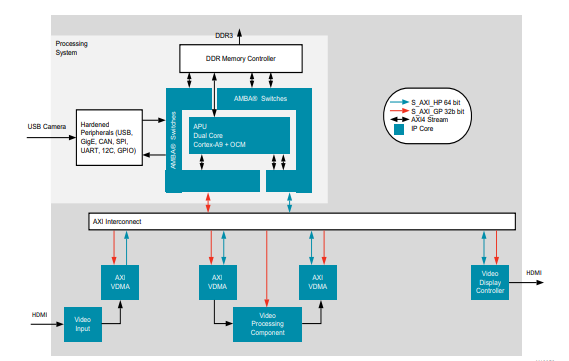 DDR3
Processing
System
DDR Memory Controller
AMBA® Switches
USB Camera
Hardened
Peripherals (USB,
GigE, CAN, SPI,
UART, 12C, GPIO)
AMBA® Switches
APU
Dual Core
Cortex-A9 + OCM
S_AXI_HP 64 bit
S_AXI_GP 32b bit
AXI4 Stream
IP Core
AXI Interconnect
AXI
VDMA
AXI
VDMA
AXI
VDMA
Video
Display
Controller
HDMI
HDMI
Video
Input
Video
Processing
Component